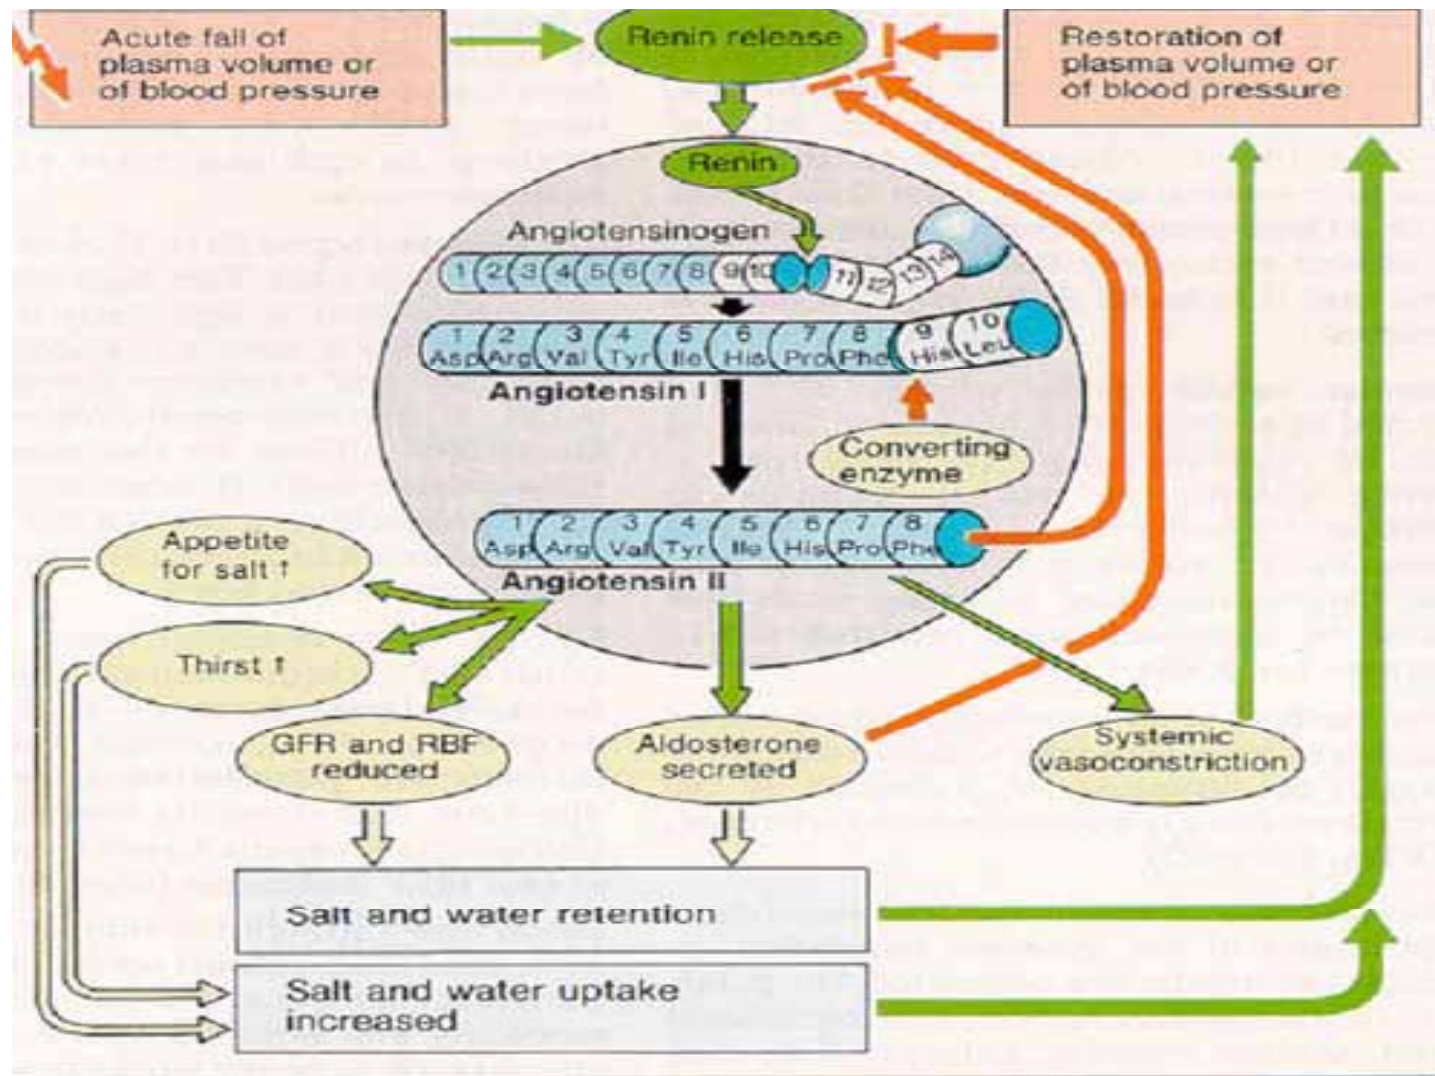 Acute fall of
plasma volume or
of blood pressure
Renin release
Restoration of
plasma volume or
of blood pressure
Renin
Angiotensinogen
1 2 3 4 5 6 7 8 9 10 11 12 13 14
1 2 3 4 5 6 7 8 9 10
Asp Arg Val Tyr Ile His Pro Phe His Leu
Angiotensin I
Converting
enzyme
1 2 3 4 5 6 7 8
Asp Arg Val Tyr Ile His Pro Phe
Angiotensin II
Appetite
for salt ↑
Thirst ↑
GFR and RBF
reduced
Aldosterone
secreted
Systemic
vasoconstriction
Salt and water retention
Salt and water uptake
increased